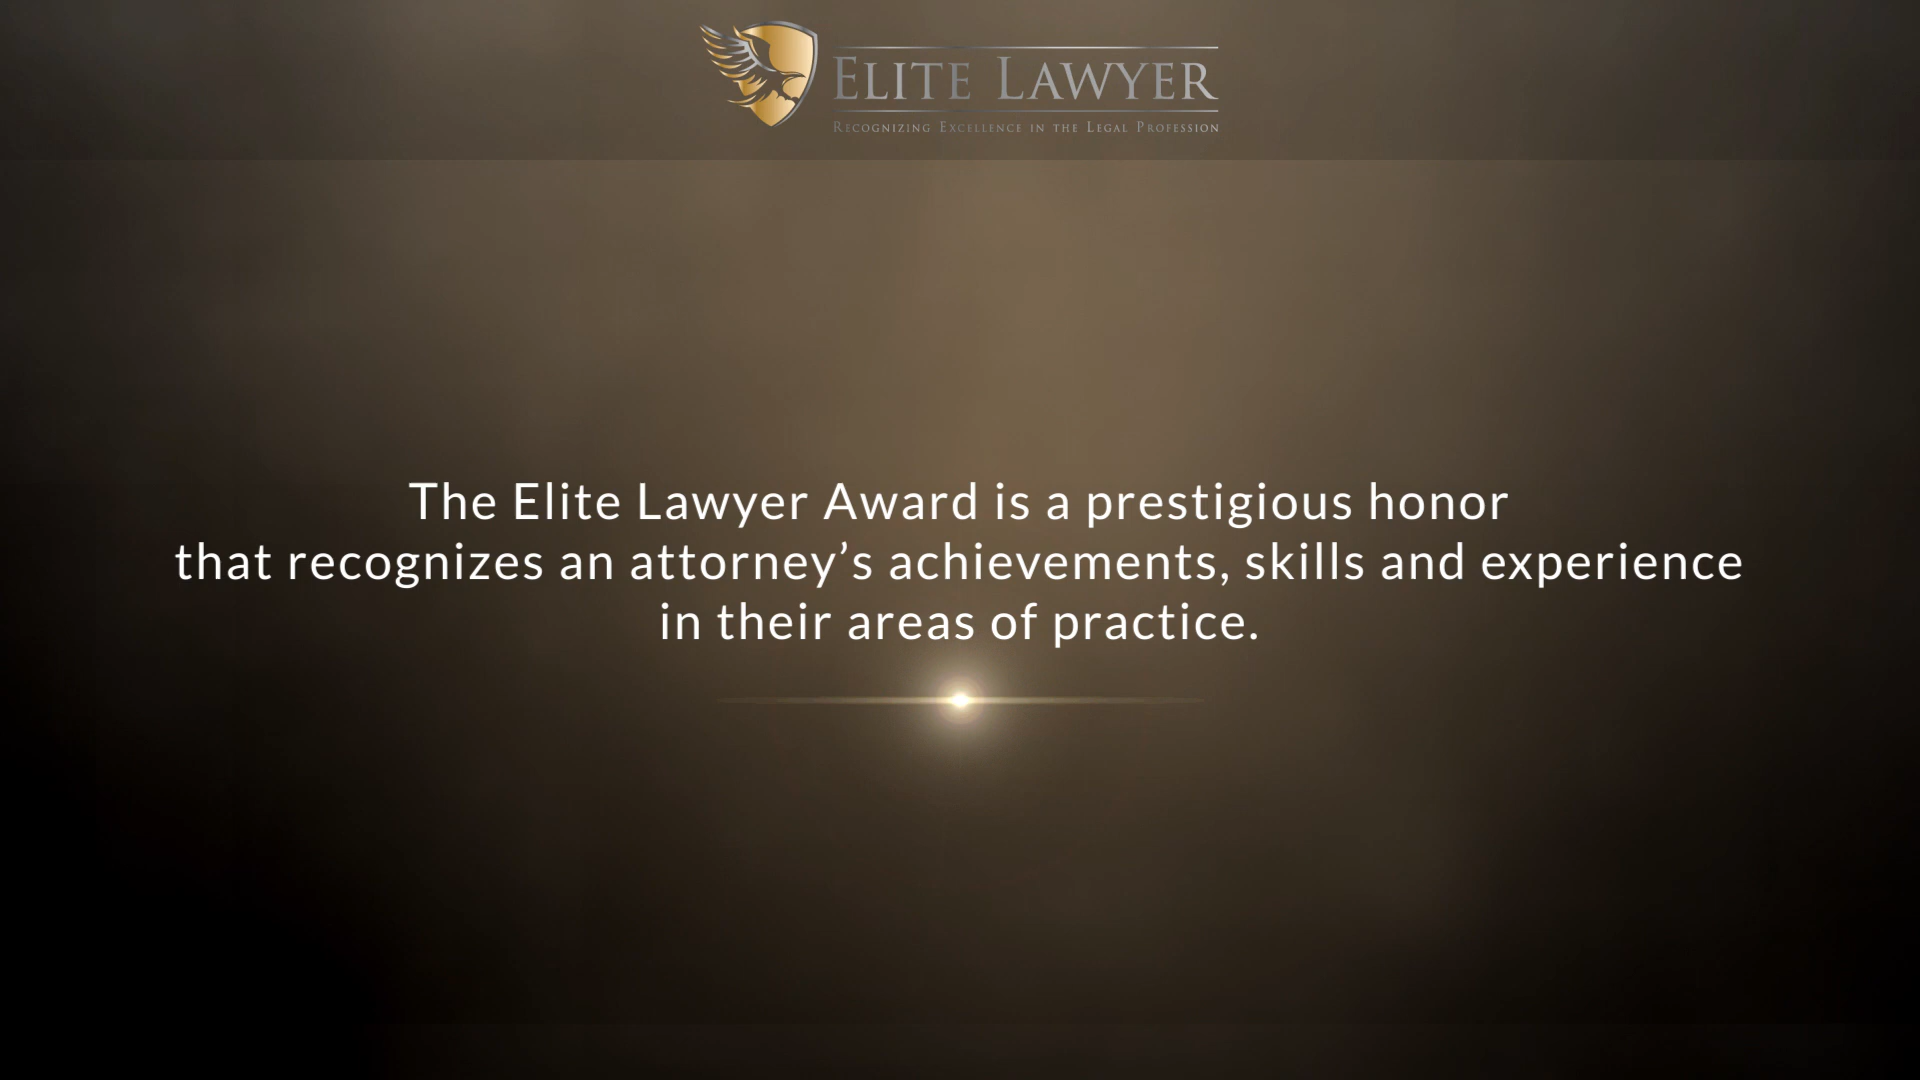 ELITE LAWYER
RECOGNIZING EXCELLENCE IN THE LEGAL PROFESSION
The Elite Lawyer Award is a prestigious honor
that recognizes an attorney’s achievements, skills and experience
in their areas of practice.